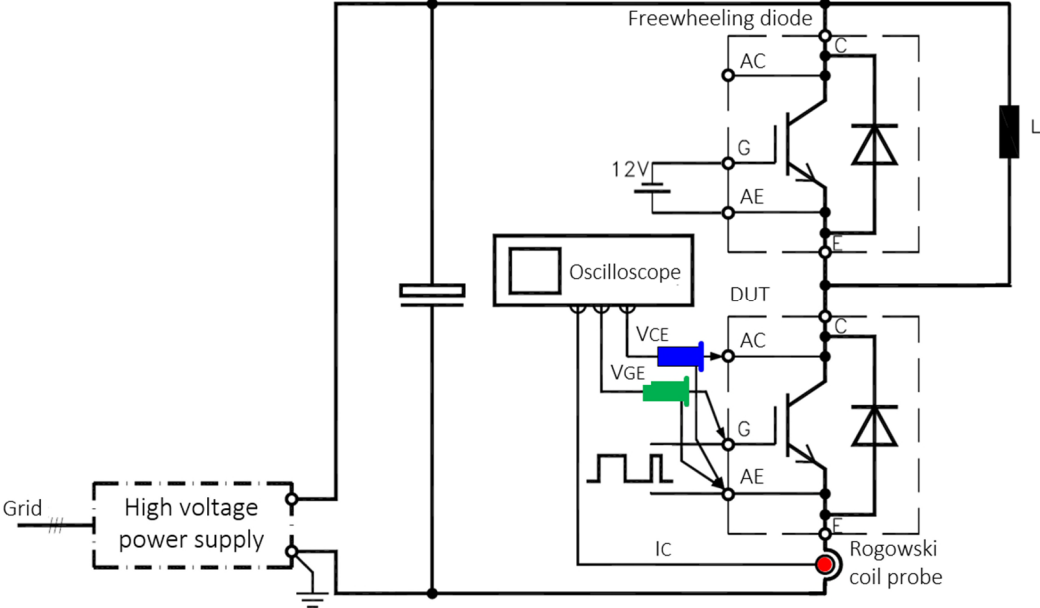 Freewheeling diode
C
AC
G
12V
AE
E
L
Oscilloscope
DUT
C
VCE
AC
VGE
G
AE
E
Grid
High voltage
power supply
IC
Rogowski
coil probe